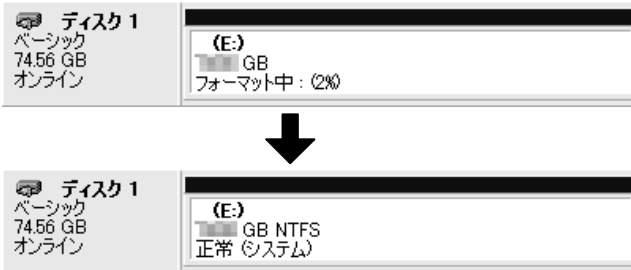 ディスク 1
ベーシック
74.56 GB
オンライン
(E:)
GB
フォーマット中 : (2%)
ディスク 1
ベーシック
74.56 GB
オンライン
(E:)
GB NTFS
正常 (システム)